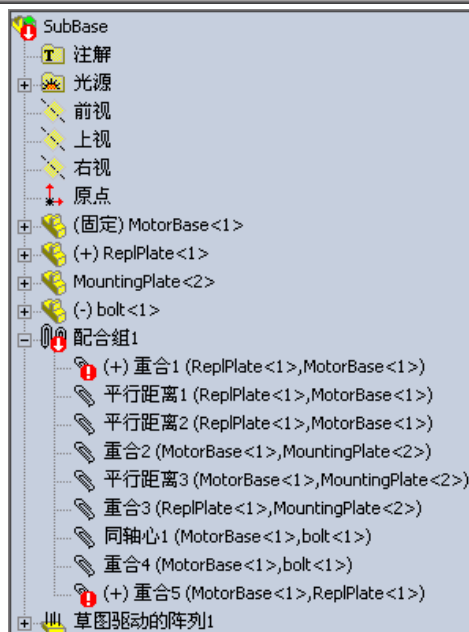 SubBase
注解
光源
前视
上视
右视
原点
(固定) MotorBase<1>
(+) ReplPlate<1>
MountingPlate<2>
(-) bolt<1>
配合组1
(+) 重合1 (ReplPlate<1>,MotorBase<1>)
平行距离1 (ReplPlate<1>,MotorBase<1>)
平行距离2 (ReplPlate<1>,MotorBase<1>)
重合2 (MotorBase<1>,MountingPlate<2>)
平行距离3 (MotorBase<1>,MountingPlate<2>)
重合3 (ReplPlate<1>,MountingPlate<2>)
同轴心1 (MotorBase<1>,bolt<1>)
重合4 (MotorBase<1>,bolt<1>)
(+) 重合5 (MotorBase<1>,ReplPlate<1>)
草图驱动的阵列1